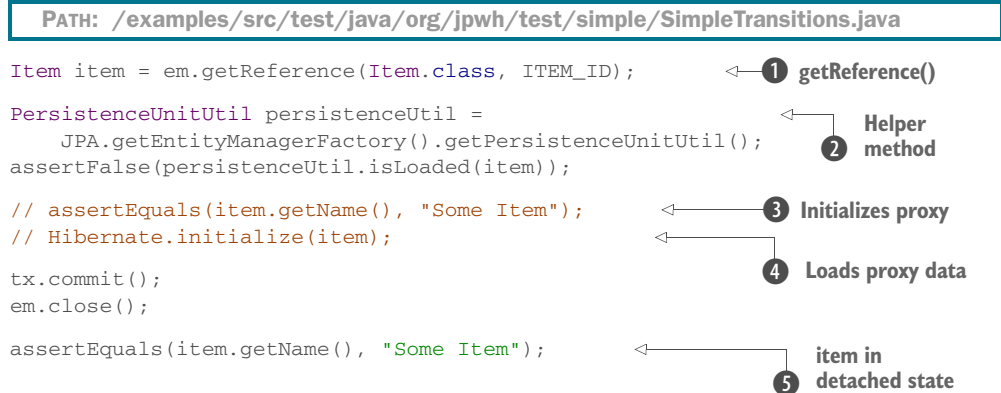 PATH: /examples/src/test/java/org/jpwh/test/simple/SimpleTransitions.java
Item item = em.getReference(Item.class, ITEM_ID); 1 getReference()
PersistenceUnitUtil persistenceUtil = Helper
JPA.getEntityManagerFactory().getPersistenceUnitUtil(); 2 method
assertFalse(persistenceUtil.isLoaded(item));
// assertEquals(item.getName(), "Some Item"); 3 Initializes proxy
// Hibernate.initialize(item);
4 Loads proxy data
tx.commit();
em.close();
assertEquals(item.getName(), "Some Item"); item in
5 detached state